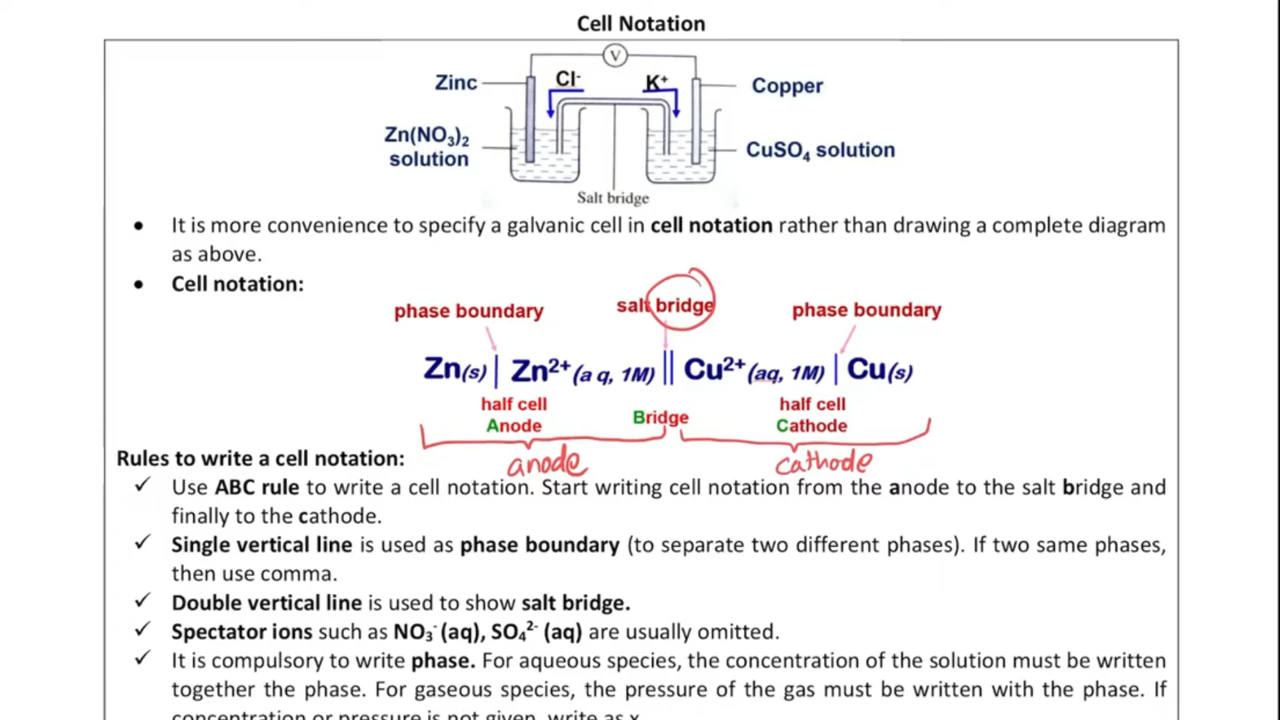 Cell Notation
V
Zinc
Cl⁻
K⁺
Copper
Zn(NO₃)₂
solution
CuSO₄ solution
Salt bridge
• It is more convenience to specify a galvanic cell in cell notation rather than drawing a complete diagram
as above.
• Cell notation:
phase boundary
salt bridge
phase boundary
Zn(s) | Zn²⁺(a q, 1M) || Cu²⁺(aq, 1M) | Cu(s)
half cell
Anode
Bridge
half cell
Cathode
anode
cathode
Rules to write a cell notation:
✓ Use ABC rule to write a cell notation. Start writing cell notation from the anode to the salt bridge and
finally to the cathode.
✓ Single vertical line is used as phase boundary (to separate two different phases). If two same phases,
then use comma.
✓ Double vertical line is used to show salt bridge.
✓ Spectator ions such as NO₃⁻ (aq), SO₄²⁻ (aq) are usually omitted.
✓ It is compulsory to write phase. For aqueous species, the concentration of the solution must be written
together the phase. For gaseous species, the pressure of the gas must be written with the phase. If
concentration or pressure is not given, write as x.